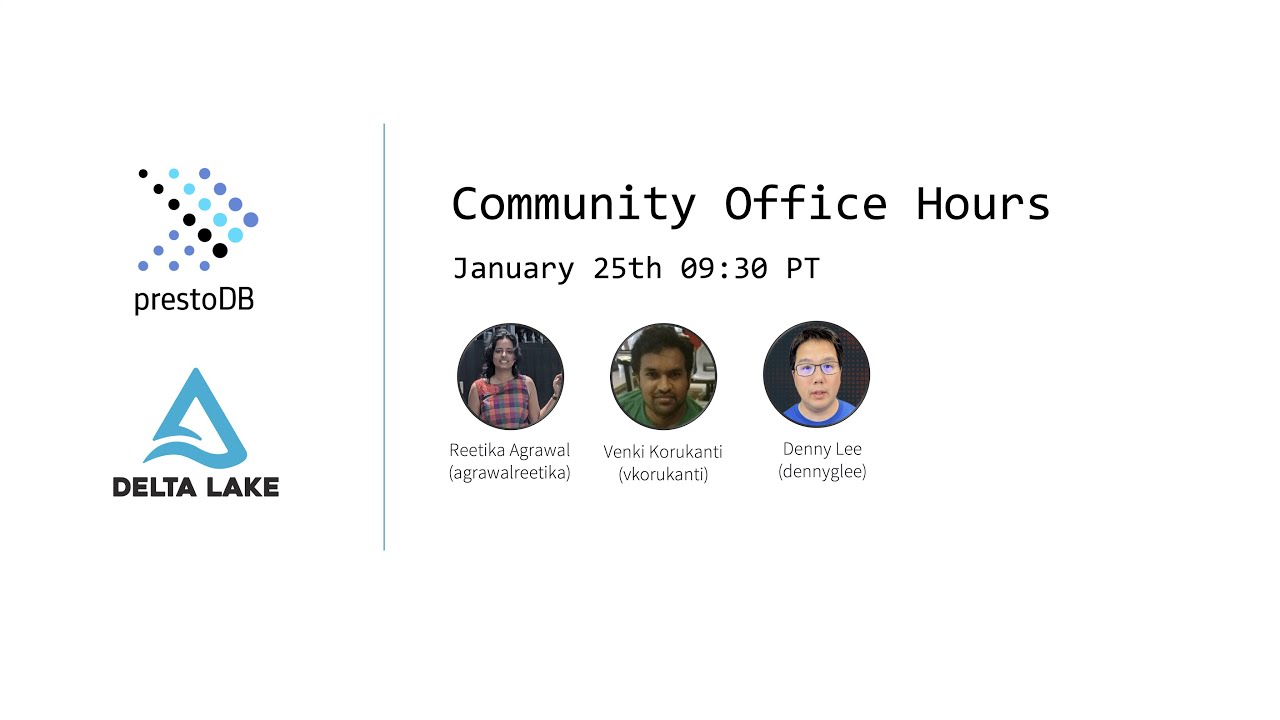 prestoDB
DELTA LAKE
Community Office Hours
January 25th 09:30 PT
Reetika Agrawal
(agrawalreetika)
Venki Korukanti
(vkorukanti)
Denny Lee
(dennyglee)